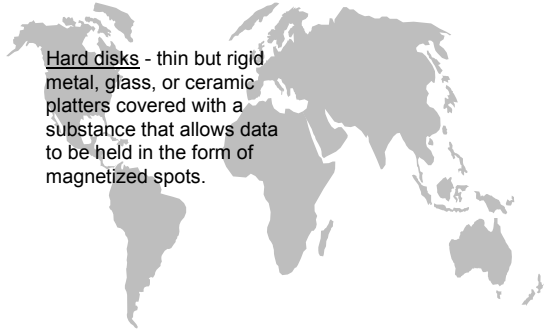 Hard disks - thin but rigid
metal, glass, or ceramic
platters covered with a
substance that allows data
to be held in the form of
magnetized spots.